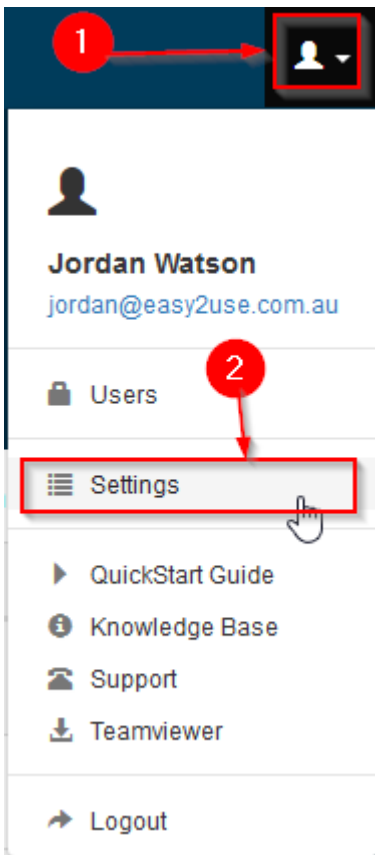 1
Jordan Watson
jordan@easy2use.com.au
2
Users
Settings
QuickStart Guide
Knowledge Base
Support
Teamviewer
Logout